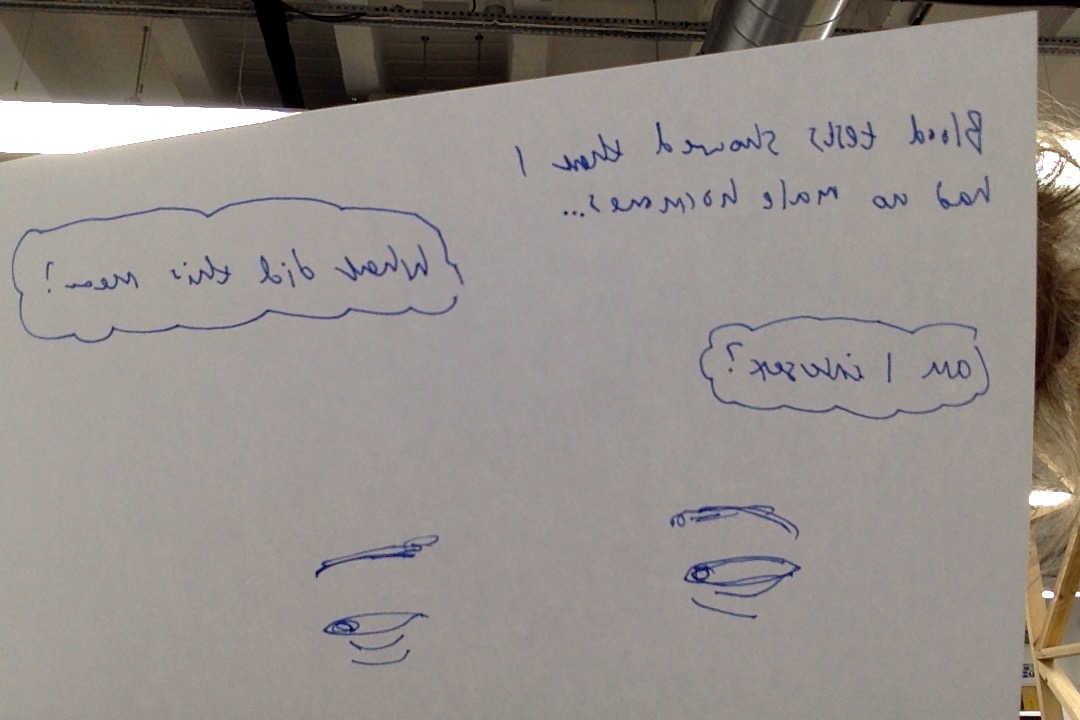 Blood tests showed that I
had no male hormones...
What did this mean?
am I intersex?